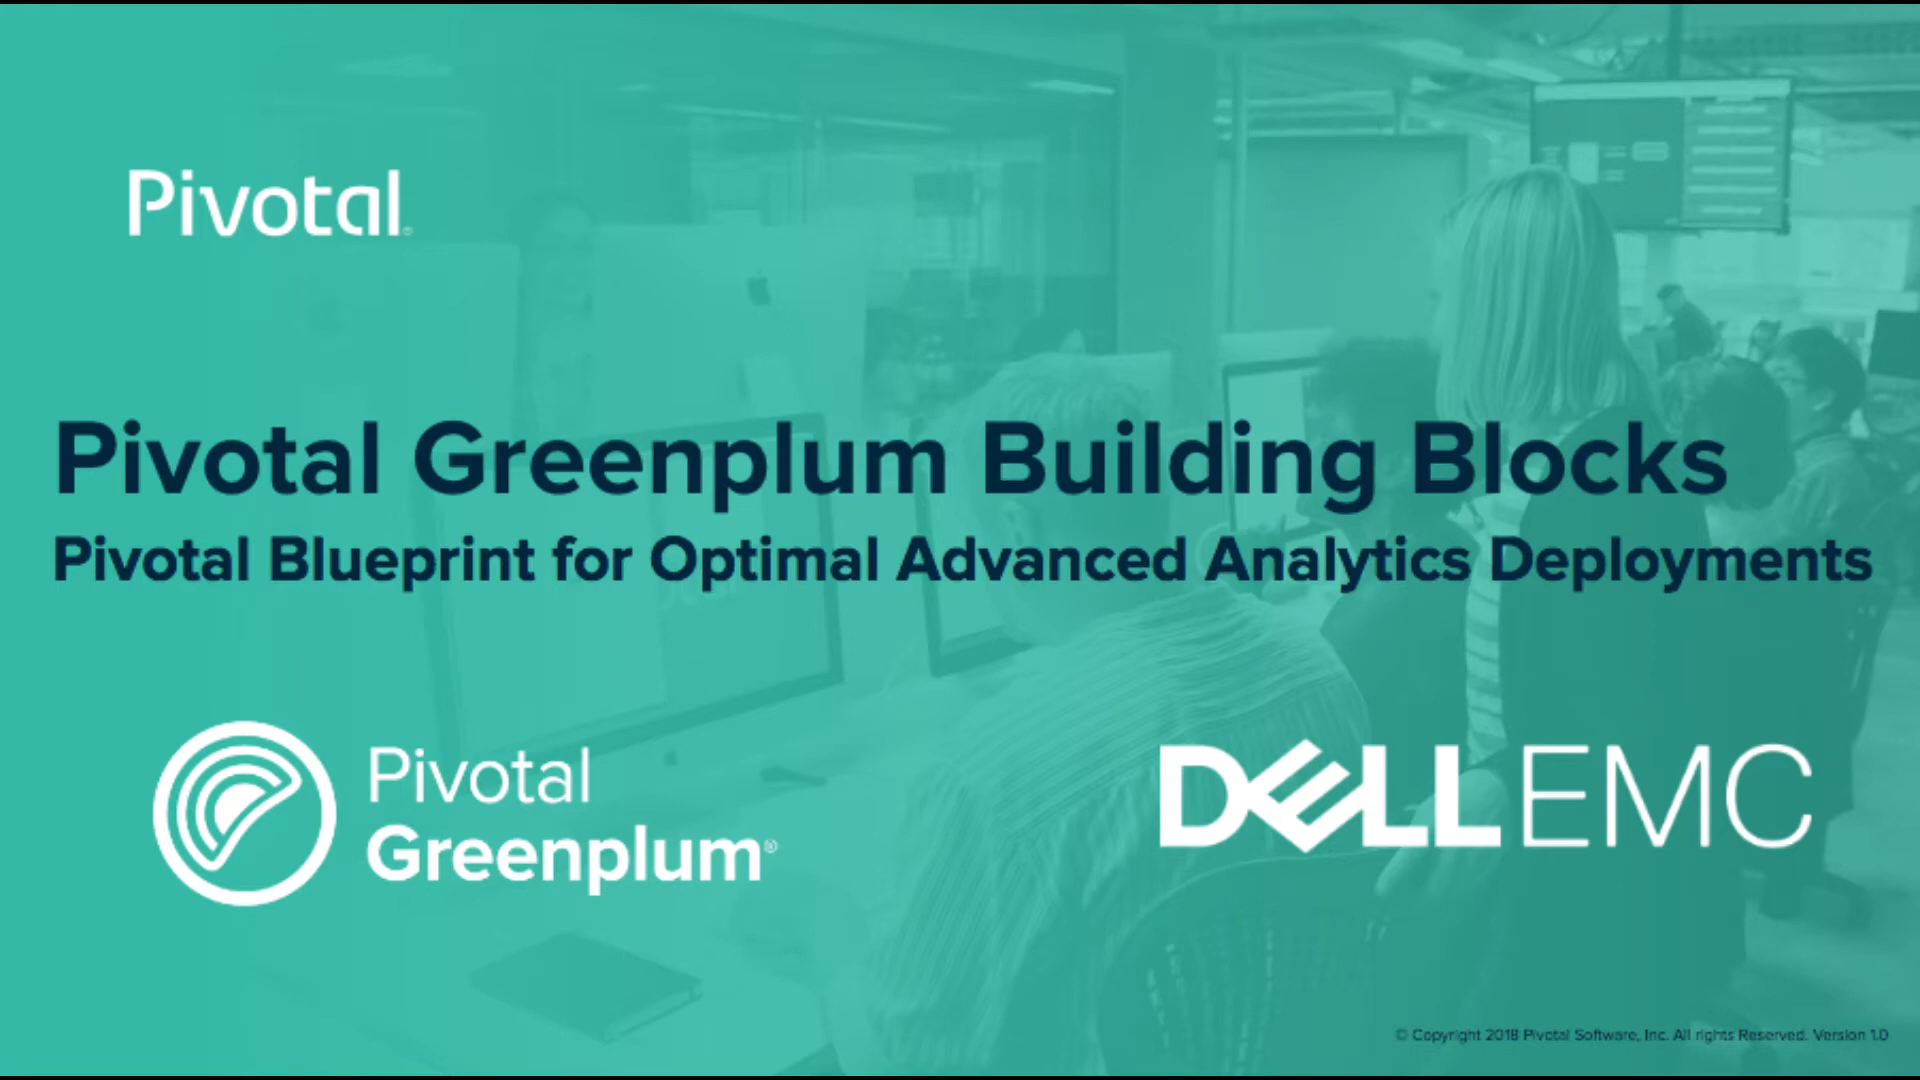 Pivotal®
Pivotal Greenplum Building Blocks
Pivotal Blueprint for Optimal Advanced Analytics Deployments
Pivotal
Greenplum®
DELL EMC
© Copyright 2018 Pivotal Software, Inc. All rights Reserved. Version 1.0